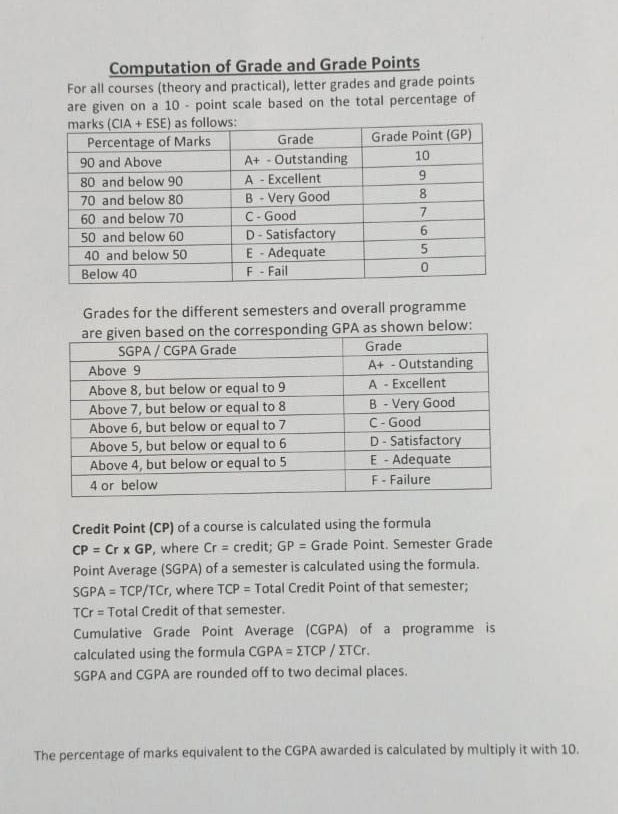 Computation of Grade and Grade Points
For all courses (theory and practical), letter grades and grade points
are given on a 10 - point scale based on the total percentage of
marks (CIA + ESE) as follows:
Percentage of Marks Grade Grade Point (GP)
90 and Above A+ - Outstanding 10
80 and below 90 A - Excellent 9
70 and below 80 B - Very Good 8
60 and below 70 C - Good 7
50 and below 60 D - Satisfactory 6
40 and below 50 E - Adequate 5
Below 40 F - Fail 0
Grades for the different semesters and overall programme
are given based on the corresponding GPA as shown below:
SGPA / CGPA Grade Grade
Above 9 A+ - Outstanding
Above 8, but below or equal to 9 A - Excellent
Above 7, but below or equal to 8 B - Very Good
Above 6, but below or equal to 7 C - Good
Above 5, but below or equal to 6 D - Satisfactory
Above 4, but below or equal to 5 E - Adequate
4 or below F - Failure
Credit Point (CP) of a course is calculated using the formula
CP = Cr x GP, where Cr = credit; GP = Grade Point. Semester Grade
Point Average (SGPA) of a semester is calculated using the formula.
SGPA = TCP/TCr, where TCP = Total Credit Point of that semester;
TCr = Total Credit of that semester.
Cumulative Grade Point Average (CGPA) of a programme is
calculated using the formula CGPA = ΣTCP / ΣTCr.
SGPA and CGPA are rounded off to two decimal places.
The percentage of marks equivalent to the CGPA awarded is calculated by multiply it with 10.